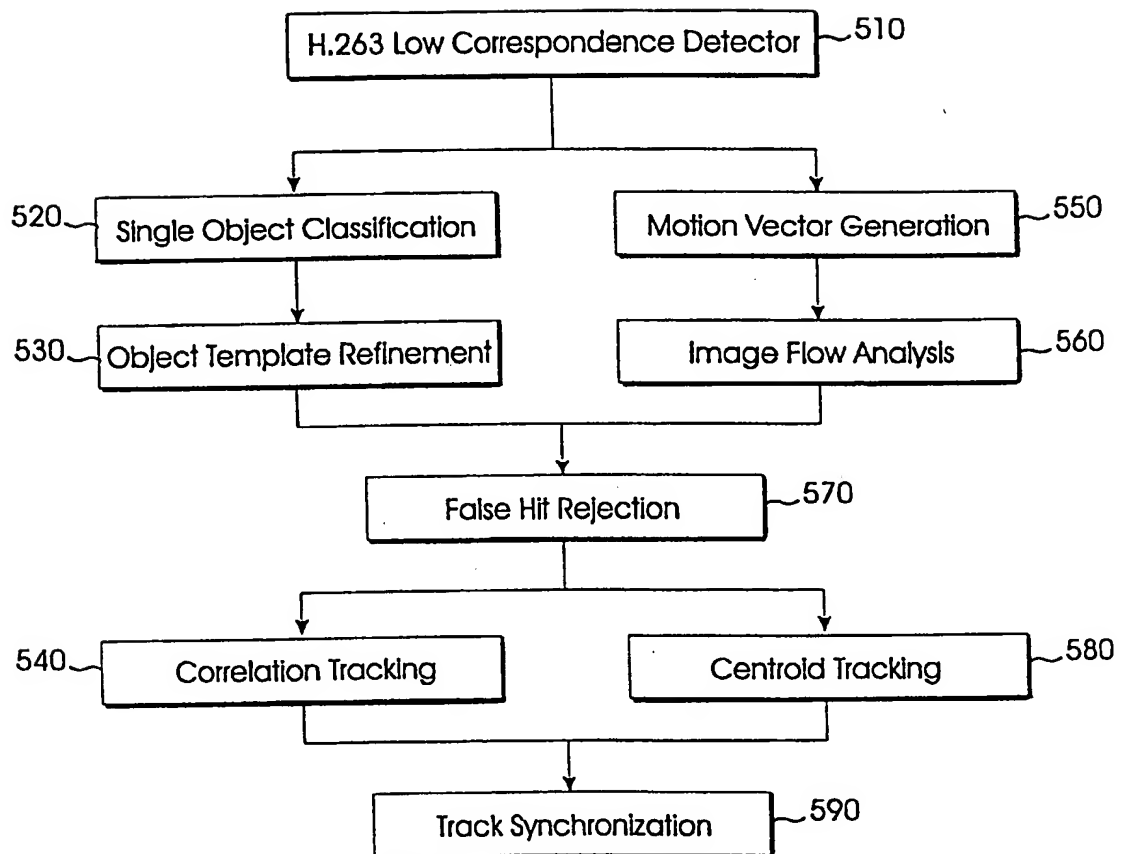 H.263 Low Correspondence Detector 510
520 Single Object Classification
Motion Vector Generation 550
530 Object Template Refinement
Image Flow Analysis 560
False Hit Rejection 570
540 Correlation Tracking
Centroid Tracking 580
Track Synchronization 590